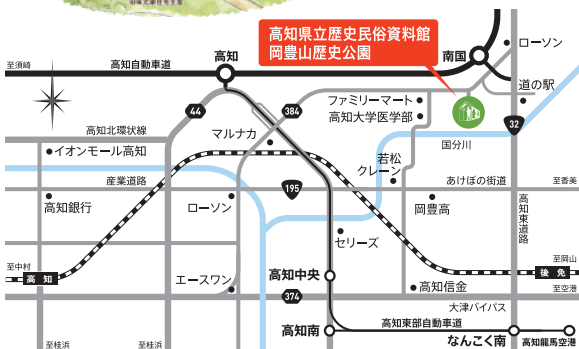 高知県立歴史民俗資料館
岡豊山歴史公園
ローソン
至須崎
高知自動車道
高知
南国
道の駅
44
384
ファミリーマート
高知大学医学部
32
高知北環状線
マルナカ
国分川
イオンモール高知
若松
クレーン
産業道路
195
あけぼの街道
至香美
高知銀行
ローソン
岡豊高
高知東道路
セリーズ
至中村
高知
至岡山
後免
エースワン
高知中央
高知信金
至空港
374
大津バイパス
高知南
高知東部自動車道
なんこく南
高知龍馬空港
至桂浜
至桂浜